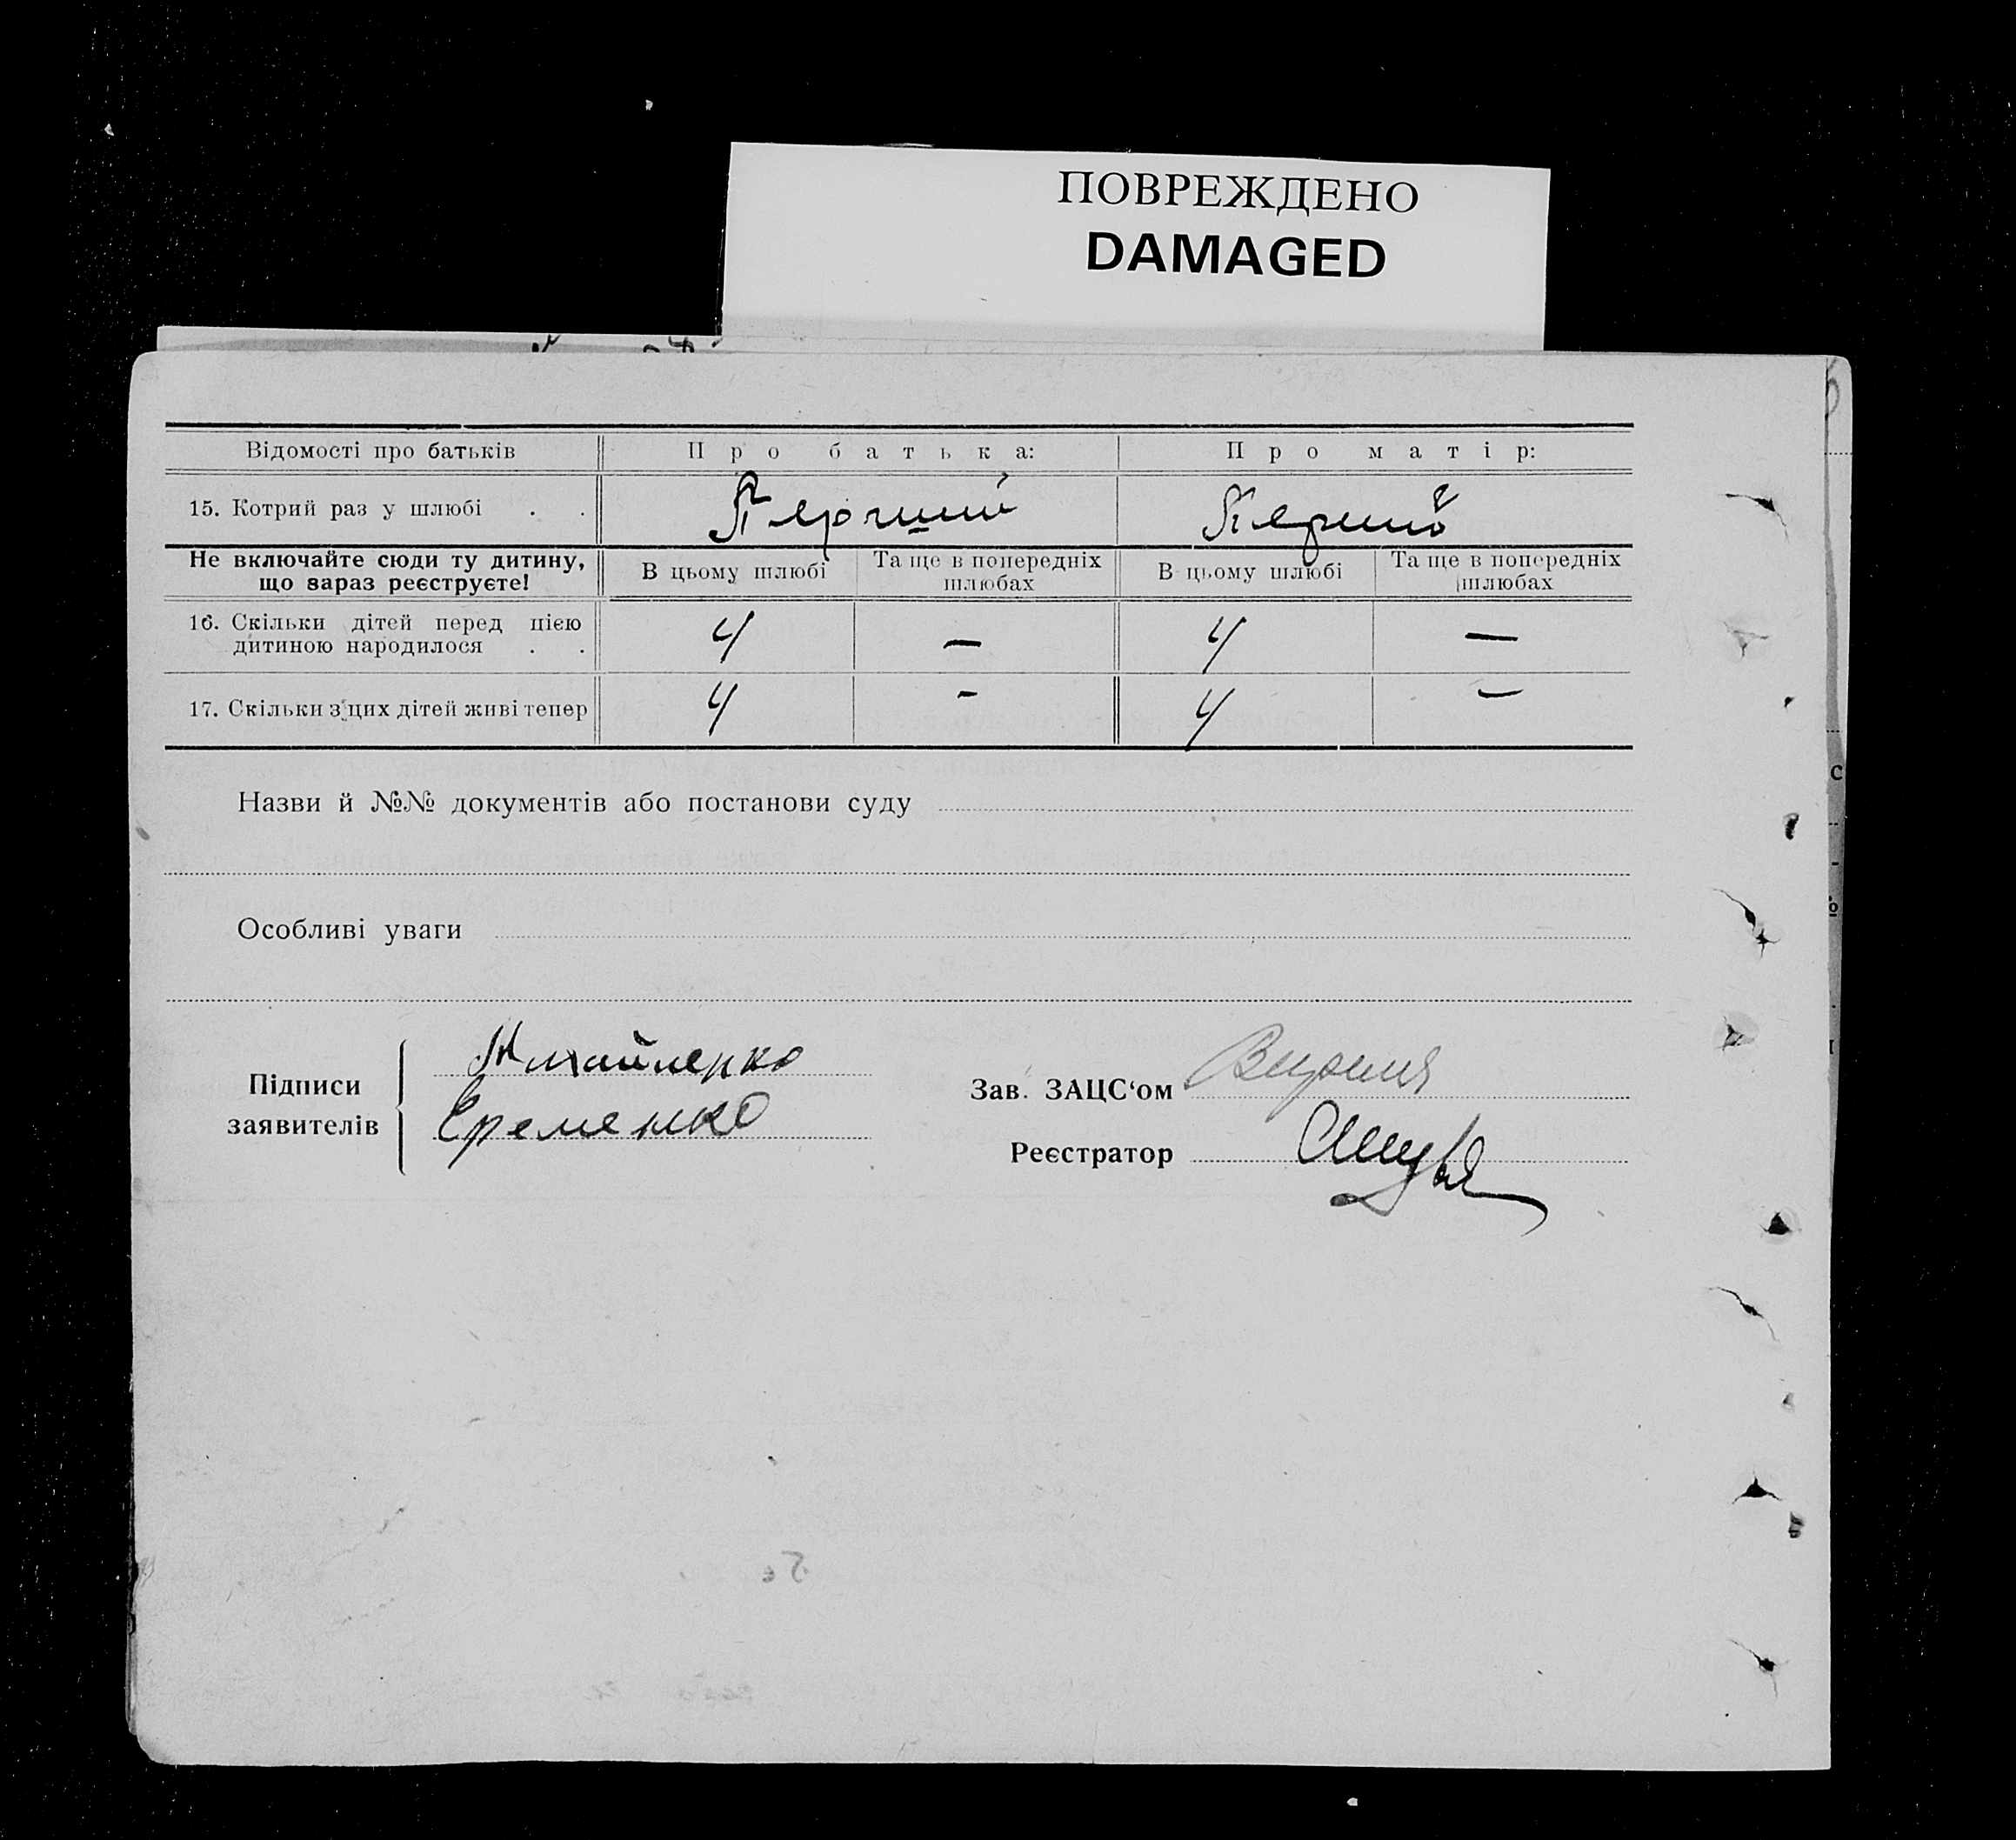 ПОВРЕЖДЕНО
DAMAGED
Відомості про батьків Про батька: Про матір:
15. Котрий раз у шлюбі . . Перший Перший
Не включайте сюди ту дитину, що зараз реєструєте! В цьому шлюбі Та ще в попередніх шлюбах В цьому шлюбі Та ще в попередніх шлюбах
16. Скільки дітей перед цією дитиною народилося . . 4 — 4 —
17. Скільки з цих дітей живі тепер 4 - 4 —
Назви й №№ документів або постанови суду
Особливі уваги
Підписи заявителів
Еременко
Зав. ЗАЦС‘ом
Реєстратор